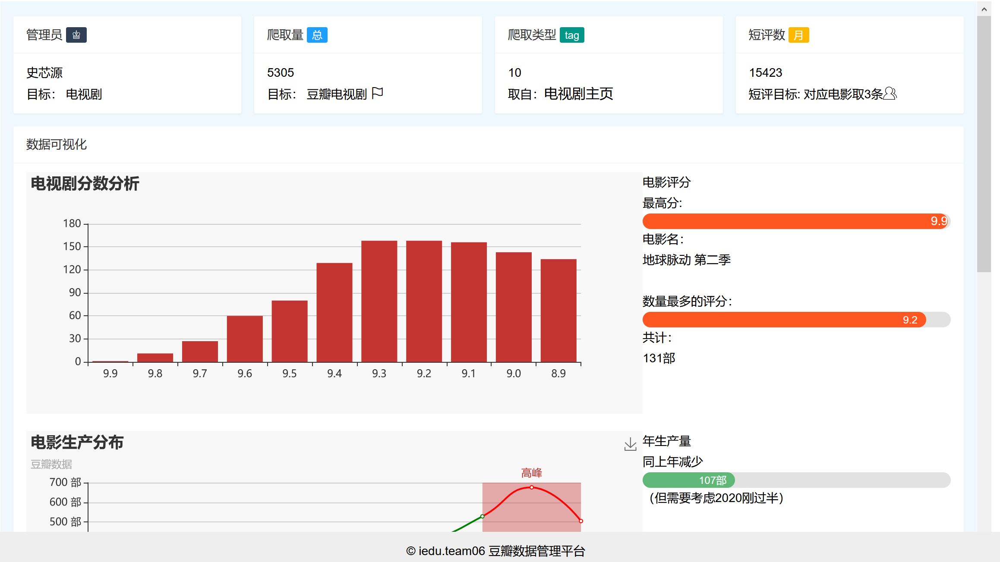 管理员
爬取量 总
爬取类型 tag
短评数 月
史芯源
目标： 电视剧
5305
目标： 豆瓣电视剧
10
取自：电视剧主页
15423
短评目标: 对应电影取3条
数据可视化
电视剧分数分析
180
150
120
90
60
30
0
9.9 9.8 9.7 9.6 9.5 9.4 9.3 9.2 9.1 9.0 8.9
电影评分
最高分:
9.9
电影名：
地球脉动 第二季
数量最多的评分：
9.2
共计：
131部
电影生产分布
豆瓣数据
高峰
700 部
600 部
500 部
年生产量
同上年减少
107部
（但需要考虑2020刚过半）
© iedu.team06 豆瓣数据管理平台